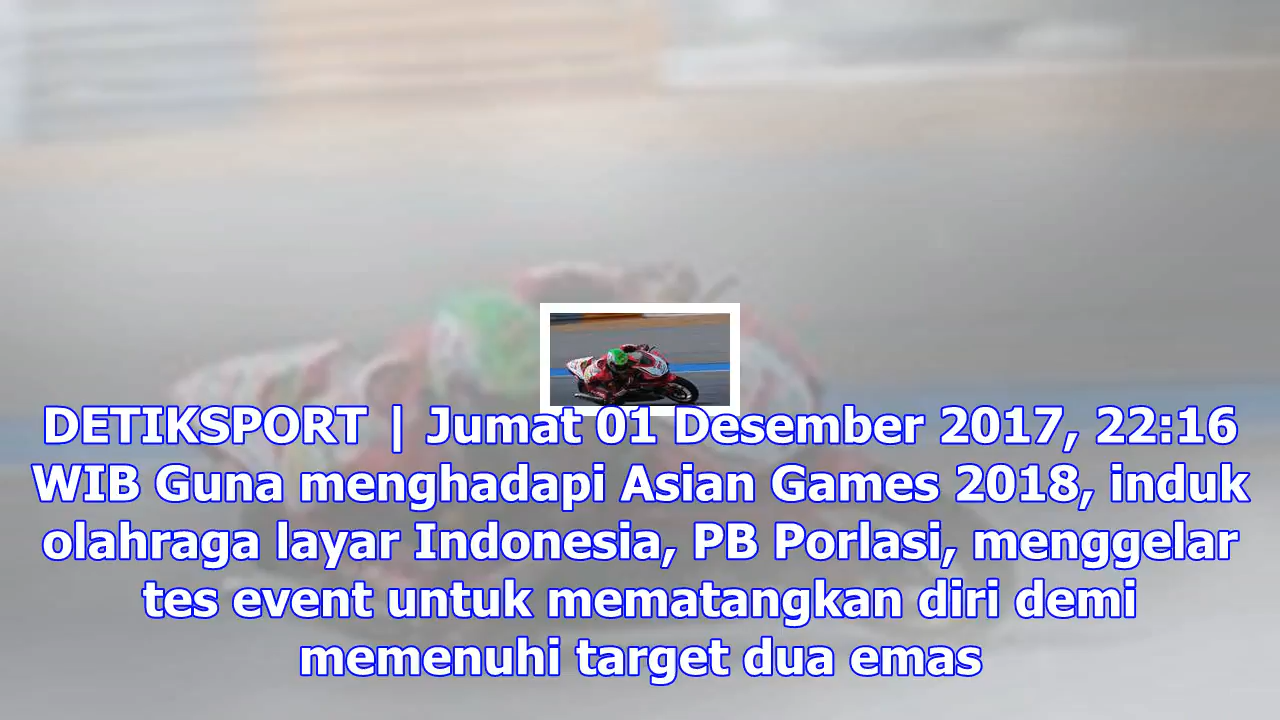 DETIKSPORT | Jumat 01 Desember 2017, 22:16
WIB Guna menghadapi Asian Games 2018, induk
olahraga layar Indonesia, PB Porlasi, menggelar
tes event untuk mematangkan diri demi
memenuhi target dua emas